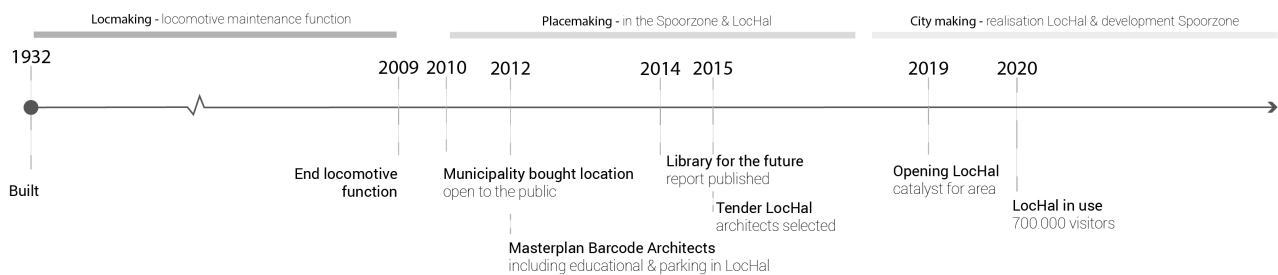 Locmaking - locomotive maintenance function
Placemaking - in the Spoorzone & LocHal
City making - realisation LocHal & development Spoorzone
1932
2009
2010
2012
2014
2015
2019
2020
Built
End locomotive
function
Municipality bought location
open to the public
Masterplan Barcode Architects
including educational & parking in LocHal
Library for the future
report published
Tender LocHal
architects selected
Opening LocHal
catalyst for area
LocHal in use
700.000 visitors